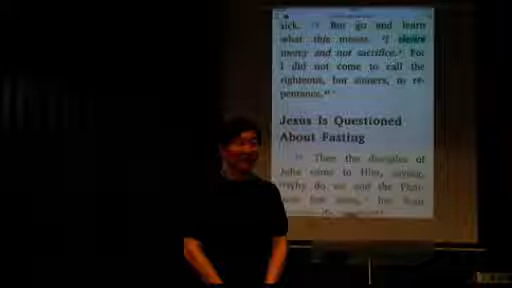 sick. But go and learn
what this means: 'I desire
mercy and not sacrifice.' For
I did not come to call the
righteous, but sinners, to re-
pentance."
Jesus Is Questioned
About Fasting
Then the disciples of
John came to Him, saying,
"Why do we and the Phar-